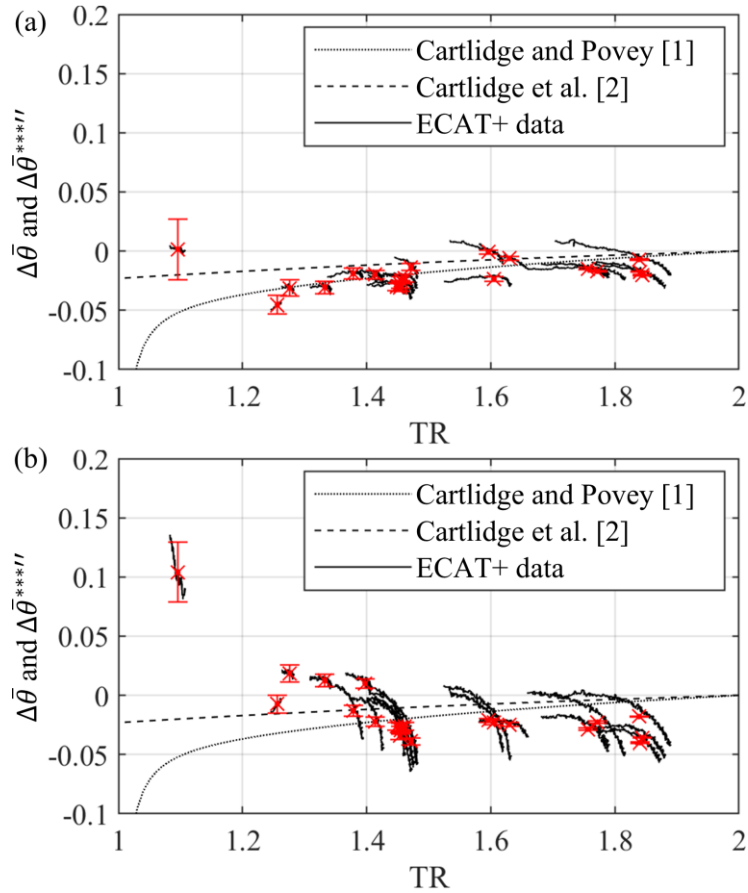 (a)
0.2
0.15
0.1
0.05
0
-0.05
-0.1
Δθ̄ and Δθ̄***′′
Cartlidge and Povey [1]
Cartlidge et al. [2]
ECAT+ data
1 1.2 1.4 1.6 1.8 2
TR
(b)
0.2
0.15
0.1
0.05
0
-0.05
-0.1
Δθ̄ and Δθ̄***′′
Cartlidge and Povey [1]
Cartlidge et al. [2]
ECAT+ data
1 1.2 1.4 1.6 1.8 2
TR